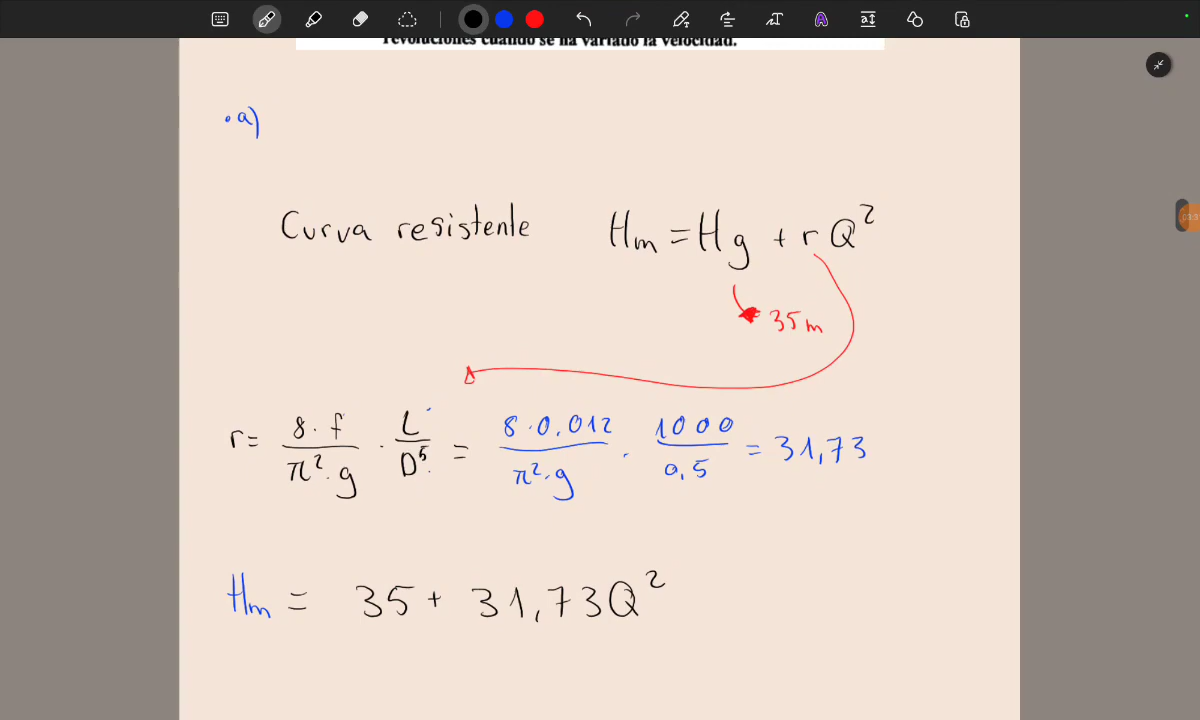 revoluciones cuando se ha variado la velocidad.
• a)
Curva resistente Hm = Hg + rQ²
35m
r = 8·f / π²·g · L / D⁵ = 8·0.012 / π²·g · 1000 / 0,5 = 31,73
Hm = 35 + 31,73Q²